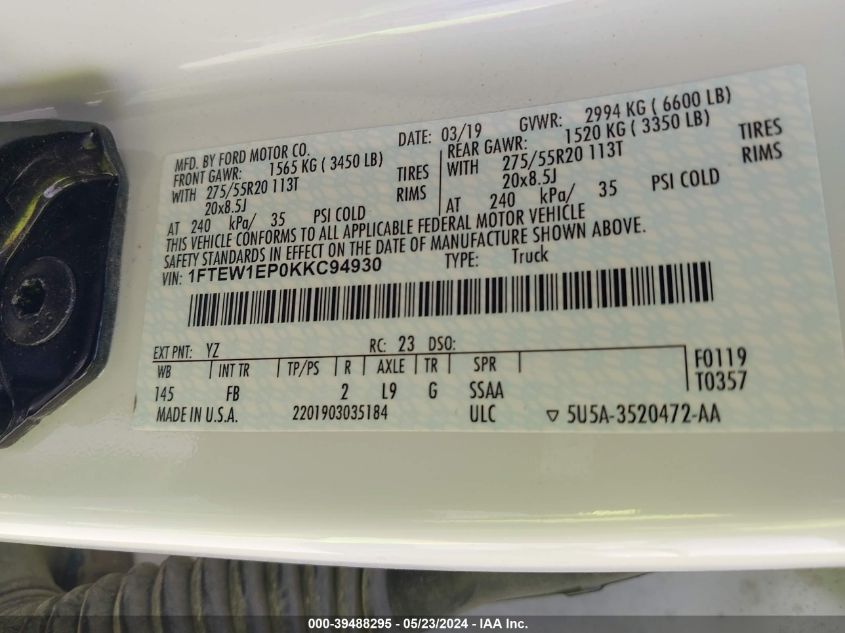 MFD. BY FORD MOTOR CO. DATE: 03/19 GVWR: 2994 KG ( 6600 LB)
FRONT GAWR: 1565 KG ( 3450 LB) REAR GAWR: 1520 KG ( 3350 LB)
WITH 275/55R20 113T TIRES WITH 275/55R20 113T TIRES
20x8.5J RIMS 20x8.5J RIMS
AT 240 kPa/ 35 PSI COLD AT 240 kPa/ 35 PSI COLD
THIS VEHICLE CONFORMS TO ALL APPLICABLE FEDERAL MOTOR VEHICLE
SAFETY STANDARDS IN EFFECT ON THE DATE OF MANUFACTURE SHOWN ABOVE.
VIN: 1FTEW1EP0KKC94930 TYPE: Truck
EXT PNT: YZ RC: 23 DSO:
WB INT TR TP/PS R AXLE TR SPR F0119
145 FB 2 L9 G SSAA T0357
MADE IN U.S.A. 2201903035184 ULC ▽ 5U5A-3520472-AA
000-39488295 - 05/23/2024 - IAA Inc.